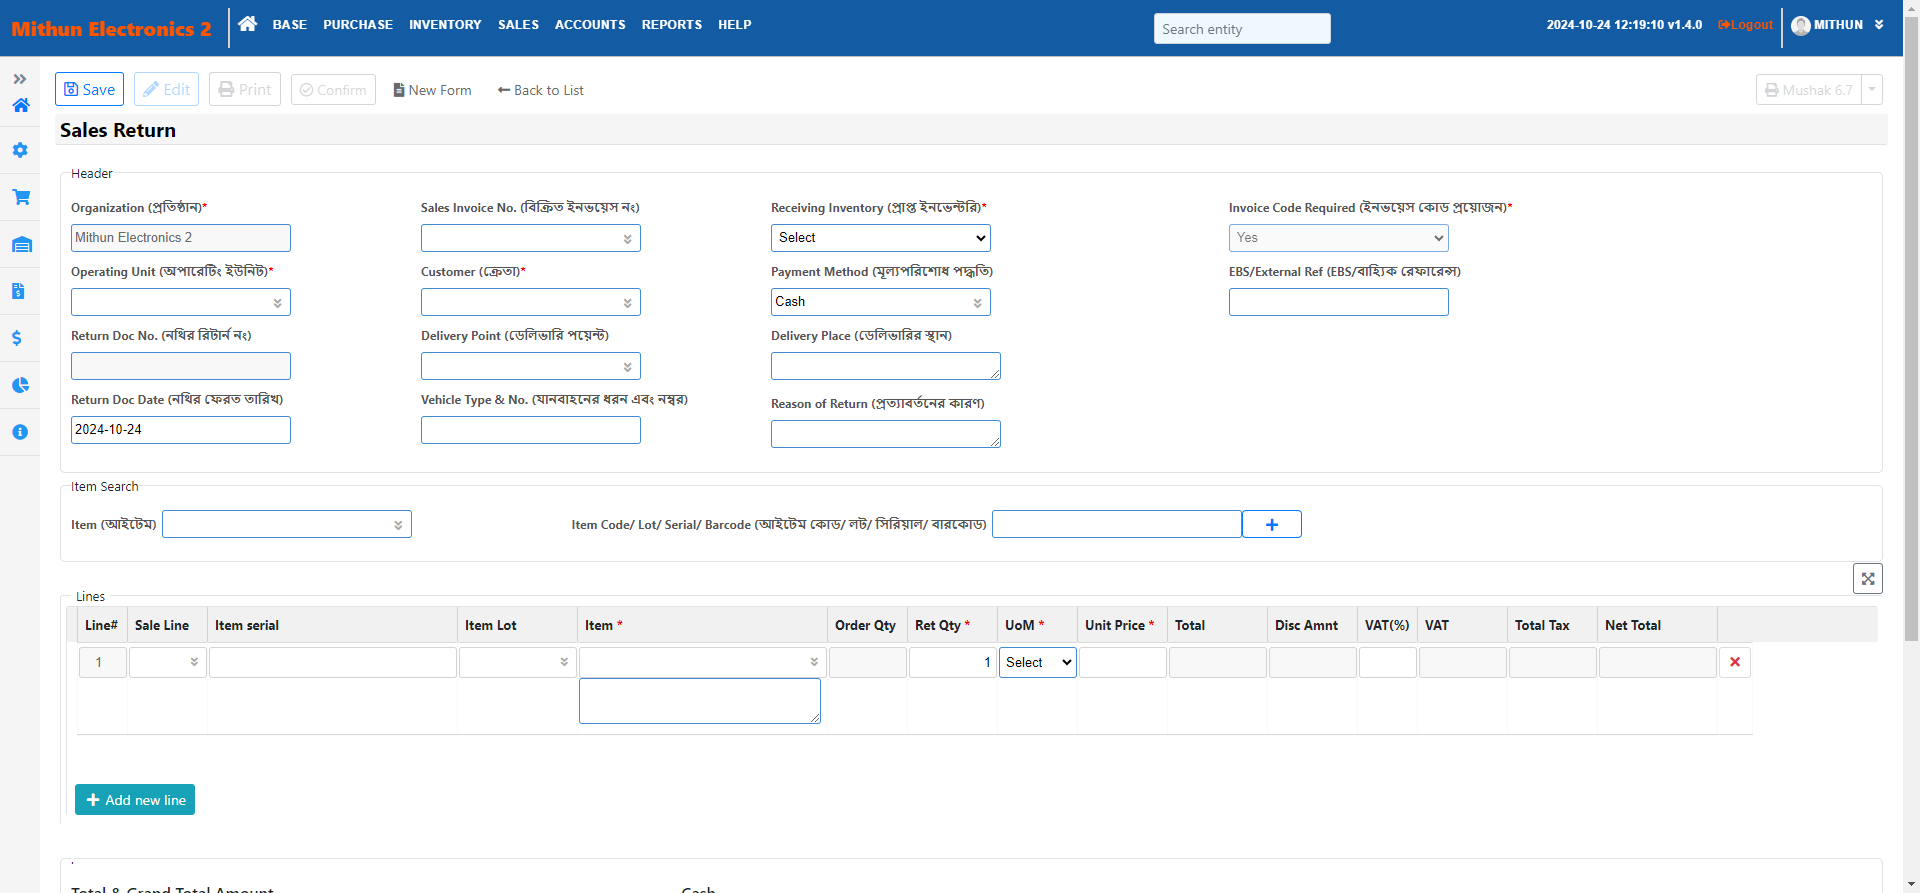 Mithun Electronics 2
BASE PURCHASE INVENTORY SALES ACCOUNTS REPORTS HELP
Search entity
2024-10-24 12:19:10 v1.4.0 Logout MITHUN
Save Edit Print Confirm New Form Back to List Mushak 6.7
Sales Return
Header
Organization (প্রতিষ্ঠান)* Sales Invoice No. (বিক্রিত ইনভয়েস নং) Receiving Inventory (প্রাপ্ত ইনভেন্টরি)* Invoice Code Required (ইনভয়েস কোড প্রয়োজন)*
Mithun Electronics 2 Select Yes
Operating Unit (অপারেটিং ইউনিট)* Customer (ক্রেতা)* Payment Method (মূল্যপরিশোধ পদ্ধতি) EBS/External Ref (EBS/বাহ্যিক রেফারেন্স)
Cash
Return Doc No. (নথির রিটার্ন নং) Delivery Point (ডেলিভারি পয়েন্ট) Delivery Place (ডেলিভারির স্থান)
Return Doc Date (নথির ফেরত তারিখ) Vehicle Type & No. (যানবাহনের ধরন এবং নম্বর) Reason of Return (প্রত্যাবর্তনের কারণ)
2024-10-24
Item Search
Item (আইটেম) Item Code/ Lot/ Serial/ Barcode (আইটেম কোড/ লট/ সিরিয়াল/ বারকোড)
Lines
Line# Sale Line Item serial Item Lot Item * Order Qty Ret Qty * UoM * Unit Price * Total Disc Amnt VAT(%) VAT Total Tax Net Total
1 1 Select
Add new line
Total & Grand Total Amount Cash